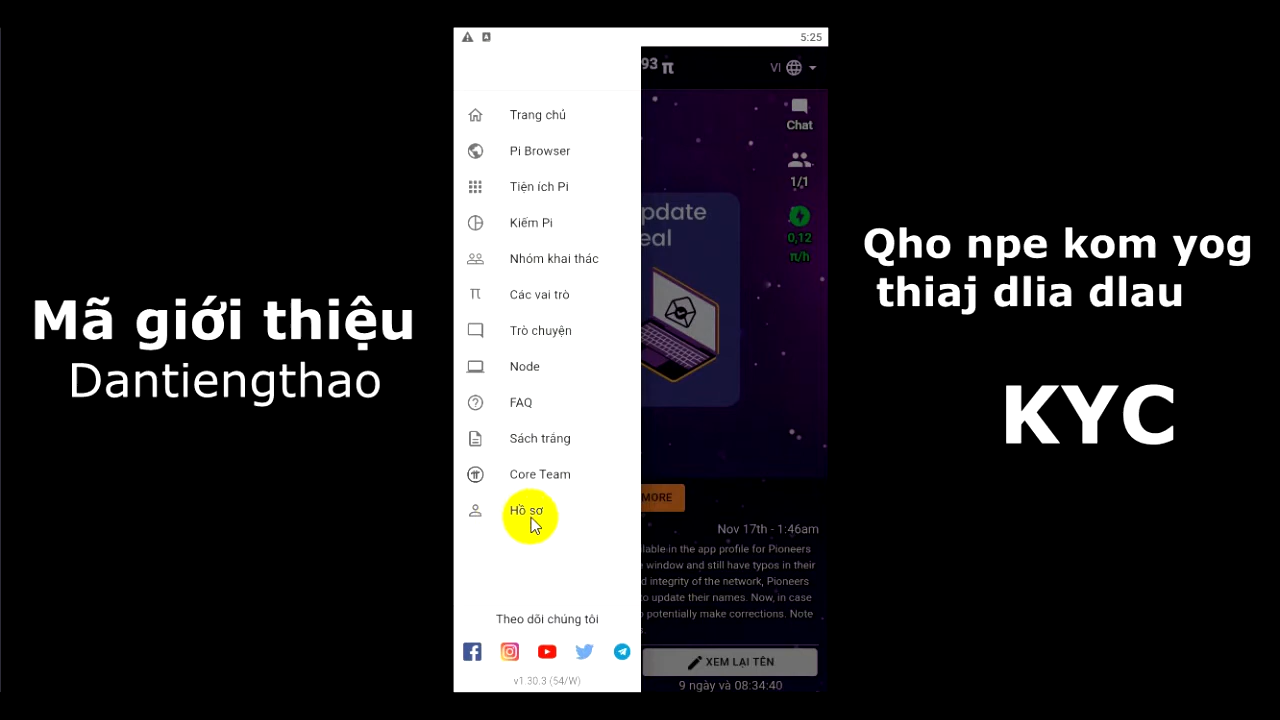 5:25
93 π
VI
Trang chủ
Pi Browser
Tiện ích Pi
Kiếm Pi
Nhóm khai thác
Các vai trò
Trò chuyện
Node
FAQ
Sách trắng
Core Team
Hồ sơ
Theo dõi chúng tôi
v1.30.3 (54/W)
Chat
1/1
0,12
π/h
pdate
eal
MORE
Nov 17th - 1:46am
lable in the app profile for Pioneers
window and still have typos in their
d integrity of the network, Pioneers
o update their names. Now, in case
potentially make corrections. Note
XEM LẠI TÊN
9 ngày và 08:34:40
Mã giới thiệu
Dantiengthao
Qho npe kom yog
thiaj dlia dlau
KYC